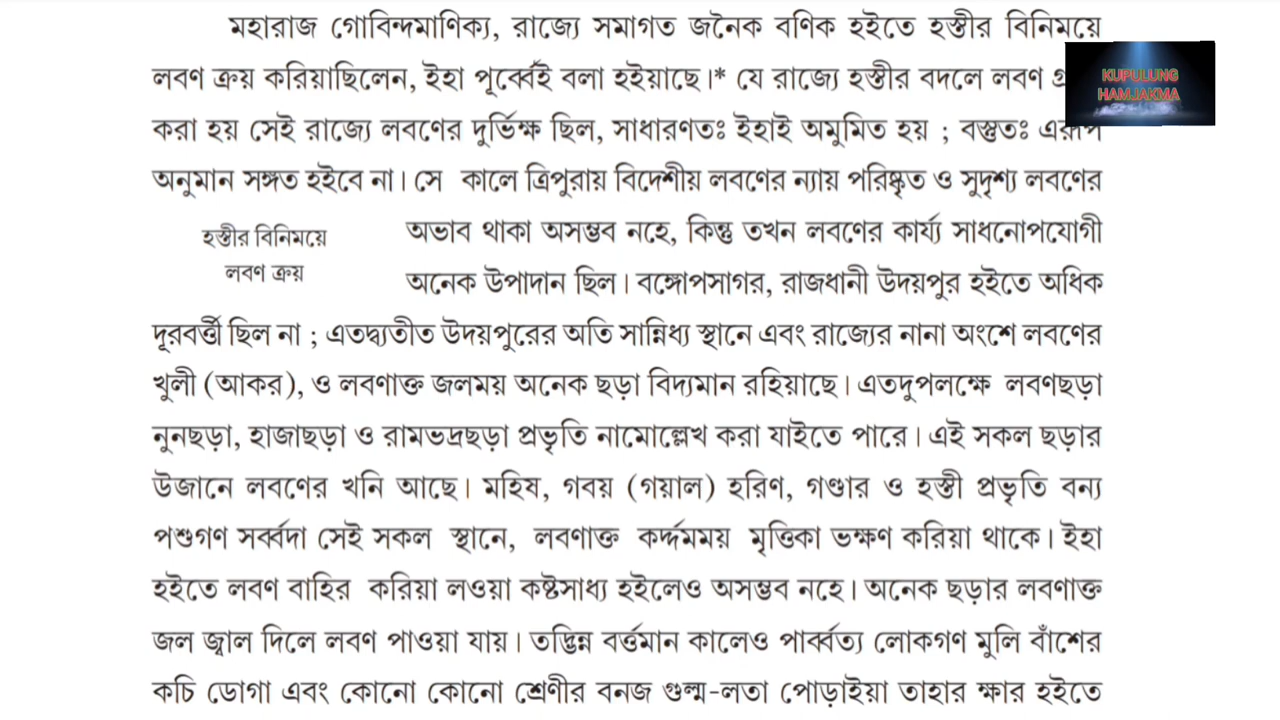 মহারাজ গোবিন্দমাণিক্য, রাজ্যে সমাগত জনৈক বণিক হইতে হস্তীর বিনিময়ে
লবণ ক্রয় করিয়াছিলেন, ইহা পূর্ব্বেই বলা হইয়াছে।* যে রাজ্যে হস্তীর বদলে লবণ
KUPULUNG
HAMJAKMA
করা হয় সেই রাজ্যে লবণের দুর্ভিক্ষ ছিল, সাধারণতঃ ইহাই অমুমিত হয় ; বস্তুতঃ এরূপ
অনুমান সঙ্গত হইবে না। সে কালে ত্রিপুরায় বিদেশীয় লবণের ন্যায় পরিষ্কৃত ও সুদৃশ্য লবণের
হস্তীর বিনিময়ে
লবণ ক্রয়
অভাব থাকা অসম্ভব নহে, কিন্তু তখন লবণের কার্য্য সাধনোপযোগী
অনেক উপাদান ছিল। বঙ্গোপসাগর, রাজধানী উদয়পুর হইতে অধিক
দূরবর্ত্তী ছিল না ; এতদ্ব্যতীত উদয়পুরের অতি সান্নিধ্য স্থানে এবং রাজ্যের নানা অংশে লবণের
খুলী (আকর), ও লবণাক্ত জলময় অনেক ছড়া বিদ্যমান রহিয়াছে। এতদুপলক্ষে লবণছড়া
নুনছড়া, হাজাছড়া ও রামভদ্রছড়া প্রভৃতি নামোল্লেখ করা যাইতে পারে। এই সকল ছড়ার
উজানে লবণের খনি আছে। মহিষ, গবয় (গয়াল) হরিণ, গণ্ডার ও হস্তী প্রভৃতি বন্য
পশুগণ সর্ব্বদা সেই সকল স্থানে, লবণাক্ত কর্দ্দমময় মৃত্তিকা ভক্ষণ করিয়া থাকে। ইহা
হইতে লবণ বাহির করিয়া লওয়া কষ্টসাধ্য হইলেও অসম্ভব নহে। অনেক ছড়ার লবণাক্ত
জল জ্বাল দিলে লবণ পাওয়া যায়। তদ্ভিন্ন বর্ত্তমান কালেও পার্ব্বত্য লোকগণ মুলি বাঁশের
কচি ডোগা এবং কোনো কোনো শ্রেণীর বনজ গুল্ম-লতা পোড়াইয়া তাহার ক্ষার হইতে